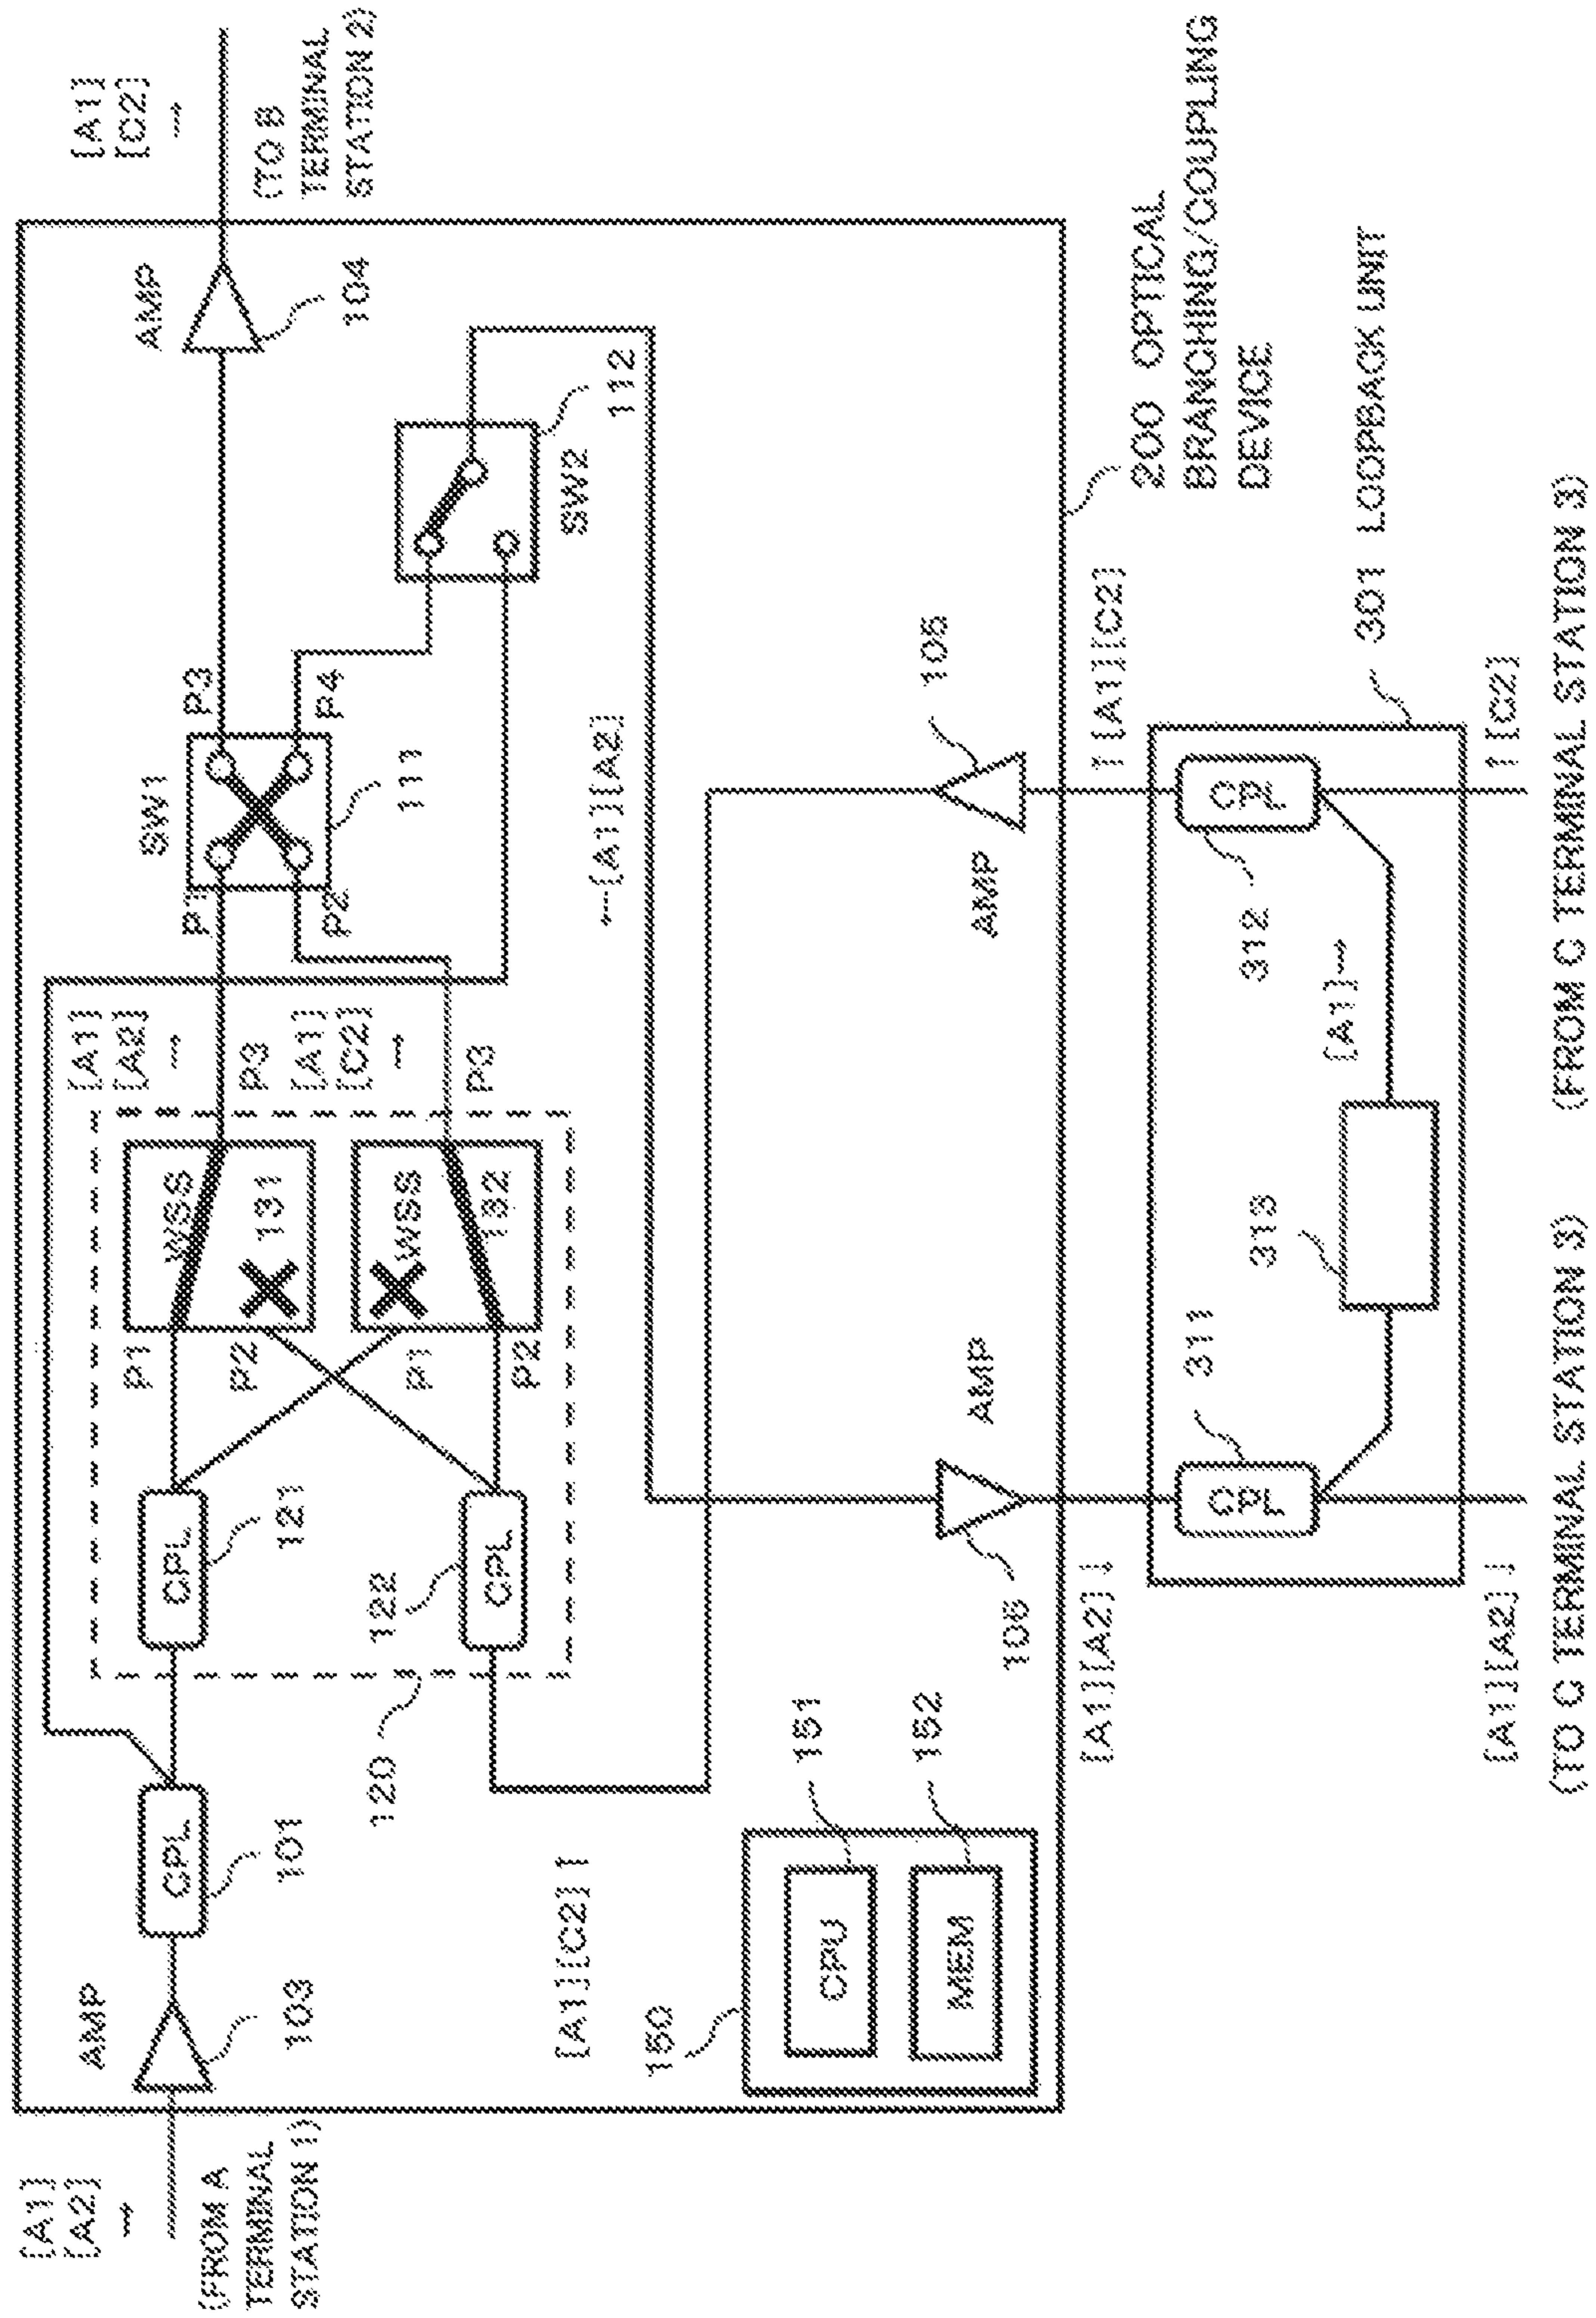 [A1]
[A2]
→
(FROM A
TERMINAL
STATION 1)
AMP
103
CPL
101
120
CPL
121
122
CPL
P1
P2
P1
P2
WSS
131
WSS
132
[A1]
[A2]
→
P3
[A1]
[C2]
→
P3
SW1
P1
P2
P3
P4
111
SW2
112
AMP
104
[A1]
[C2]
→
(TO B
TERMINAL
STATION 2)
←[A1][A2]
[A1][C2] ↑
150
CPU
151
MEM
152
AMP
106
AMP
105
200 OPTICAL
BRANCHING/COUPLING
DEVICE
[A1][A2] ↓
↑ [A1][C2]
301 LOOPBACK UNIT
CPL
311
CPL
312
313
[A1]→
[A1][A2] ↓
↑ [C2]
(TO C TERMINAL STATION 3)
(FROM C TERMINAL STATION 3)